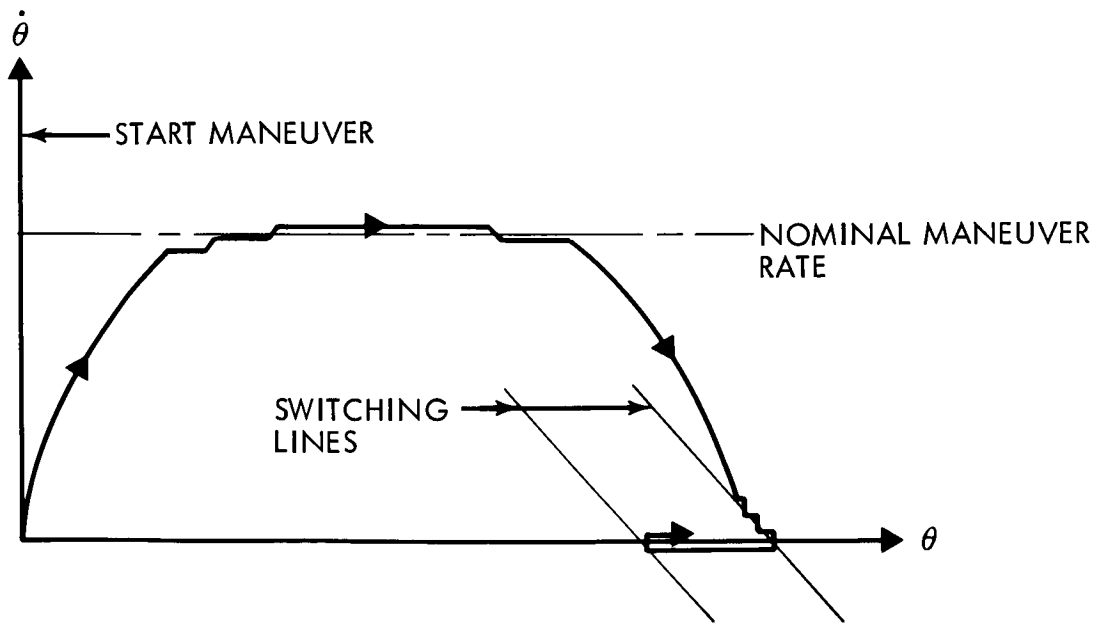 θ̇
START MANEUVER
NOMINAL MANEUVER
RATE
SWITCHING
LINES
θ